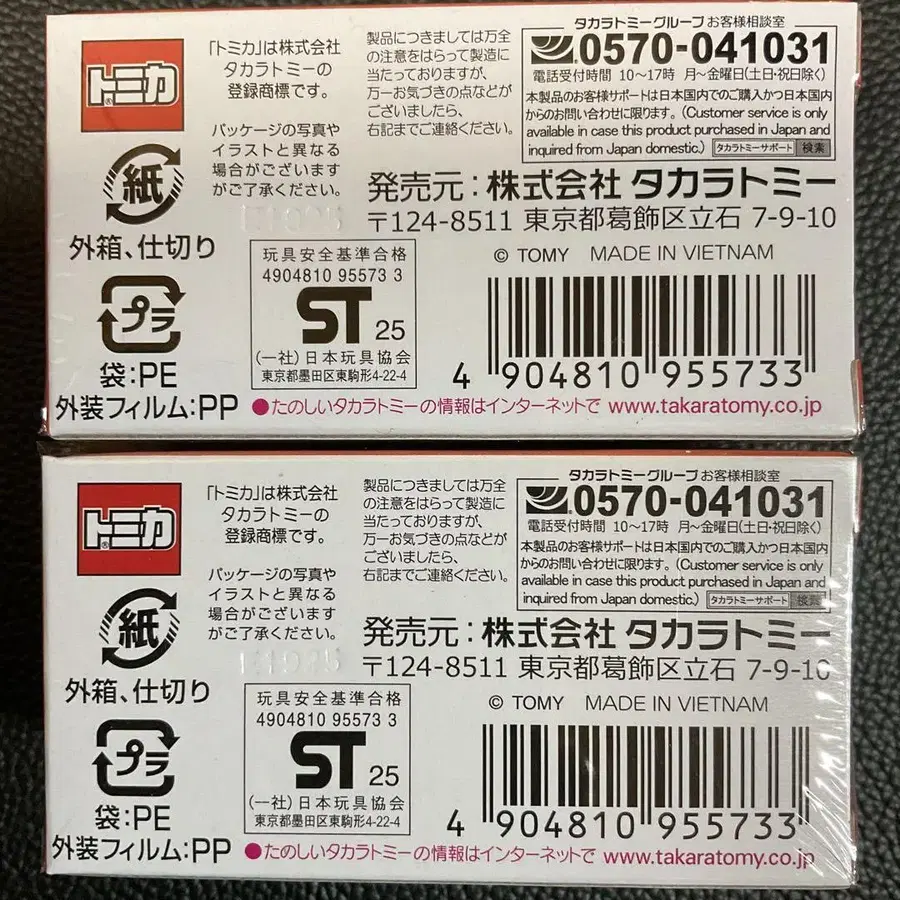 トミカ
「トミカ」は株式会社
タカラトミーの
登録商標です。
パッケージの写真や
イラストと異なる
場合がございます
がご了承ください。
製品につきましては万全
の注意をはらって製造に
当たっておりますが、
万一お気づきの点などが
ございましたら、
右記までご連絡ください。
タカラトミーグループ お客様相談室
0570-041031
電話受付時間 10〜17時 月〜金曜日(土日・祝日除く)
本製品のお客様サポートは日本国内でのご購入かつ日本国内
からのお問い合わせに限ります。(Customer service is only
available in case this product purchased in Japan and
inquired from Japan domestic.) タカラトミーサポート 検索
発売元:株式会社 タカラトミー
〒124-8511 東京都葛飾区立石 7-9-10
© TOMY MADE IN VIETNAM
紙
外箱、仕切り
プラ
袋:PE
外装フィルム:PP
玩具安全基準合格
4904810 95573 3
ST 25
(一社)日本玩具協会
東京都墨田区東駒形4-22-4
4 904810 955733
●たのしいタカラトミーの情報はインターネットで www.takaratomy.co.jp
トミカ
「トミカ」は株式会社
タカラトミーの
登録商標です。
パッケージの写真や
イラストと異なる
場合がございます
がご了承ください。
製品につきましては万全
の注意をはらって製造に
当たっておりますが、
万一お気づきの点などが
ございましたら、
右記までご連絡ください。
タカラトミーグループ お客様相談室
0570-041031
電話受付時間 10〜17時 月〜金曜日(土日・祝日除く)
本製品のお客様サポートは日本国内でのご購入かつ日本国内
からのお問い合わせに限ります。(Customer service is only
available in case this product purchased in Japan and
inquired from Japan domestic.) タカラトミーサポート 検索
発売元:株式会社 タカラトミー
〒124-8511 東京都葛飾区立石 7-9-10
© TOMY MADE IN VIETNAM
紙
外箱、仕切り
プラ
袋:PE
外装フィルム:PP
玩具安全基準合格
4904810 95573 3
ST 25
(一社)日本玩具協会
東京都墨田区東駒形4-22-4
4 904810 955733
●たのしいタカラトミーの情報はインターネットで www.takaratomy.co.jp